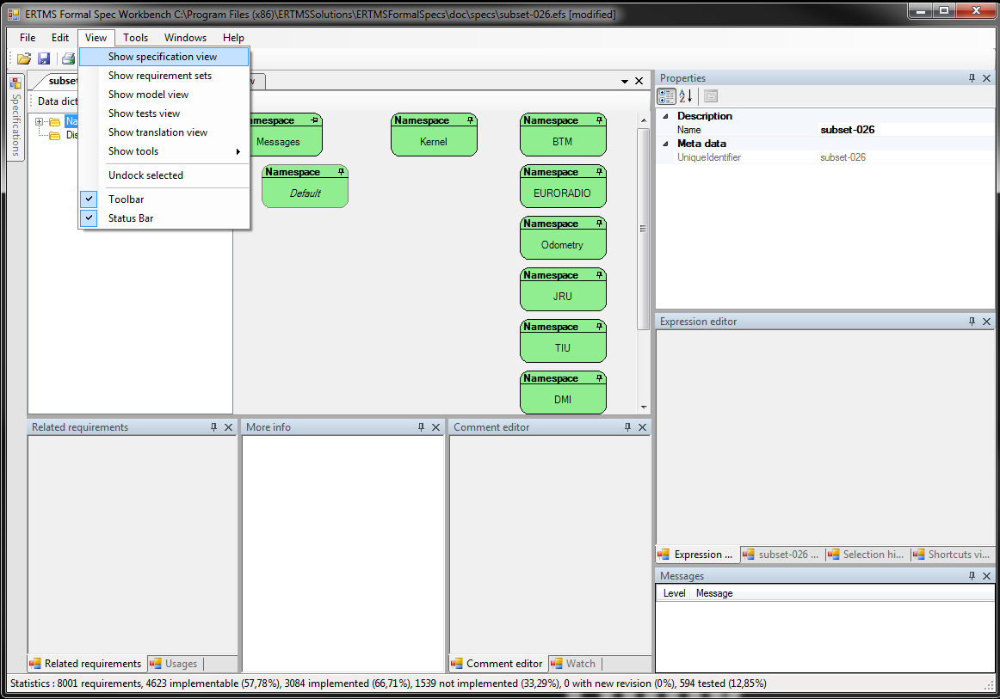 ERTMS Formal Spec Workbench C:\Program Files (x86)\ERTMSSolutions\ERTMSFormalSpecs\doc\specs\subset-026.efs [modified]
File Edit View Tools Windows Help
Show specification view
Show requirement sets
Show model view
Show tests view
Show translation view
Show tools
Undock selected
Toolbar
Status Bar
Specifications
subset
Data dict
Na
Dis
Namespace
Messages
Namespace
Default
Namespace
Kernel
Namespace
BTM
Namespace
EURORADIO
Namespace
Odometry
Namespace
JRU
Namespace
TIU
Namespace
DMI
Properties
Description
Name subset-026
Meta data
UniqueIdentifier subset-026
Expression editor
Expression ... subset-026 ... Selection hi... Shortcuts vi...
Related requirements
More info
Comment editor
Related requirements Usages
Comment editor Watch
Messages
Level Message
Statistics : 8001 requirements, 4623 implementable (57,78%), 3084 implemented (66,71%), 1539 not implemented (33,29%), 0 with new revision (0%), 594 tested (12,85%)